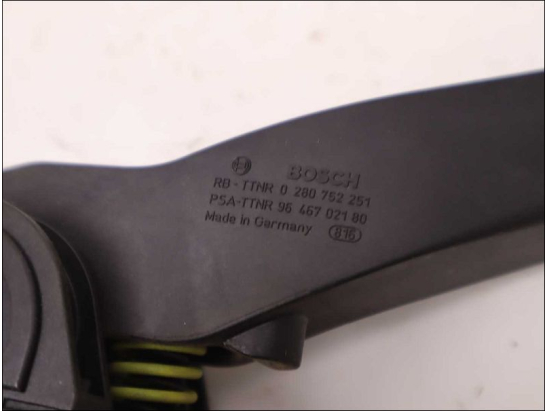 BOSCH
RB-TTNR 0 280 752 251
PSA-TTNR 96 467 021 80
Made in Germany 816